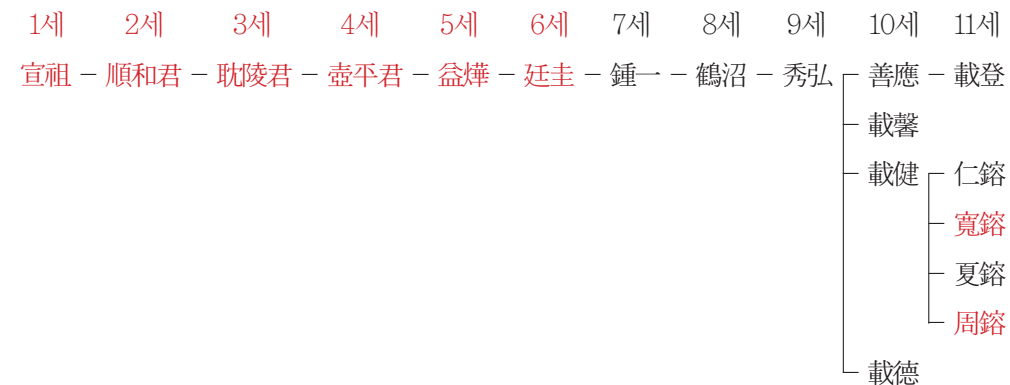 1세 2세 3세 4세 5세 6세 7세 8세 9세 10세 11세
宣祖 – 順和君 – 耽陵君 – 壺平君 – 益燁 – 廷圭 – 鍾一 – 鶴沼 – 秀弘 善應 – 載登
載馨
載健 仁鎔
寬鎔
夏鎔
周鎔
載德